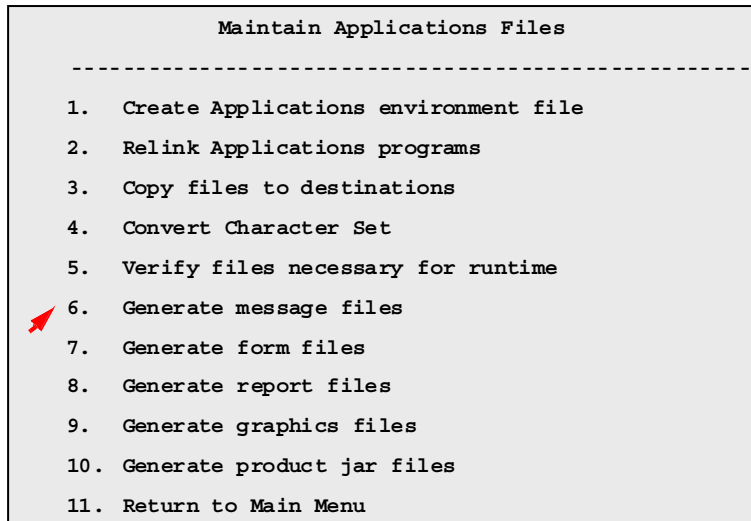 Maintain Applications Files
-----------------------------------------------------
1. Create Applications environment file
2. Relink Applications programs
3. Copy files to destinations
4. Convert Character Set
5. Verify files necessary for runtime
6. Generate message files
7. Generate form files
8. Generate report files
9. Generate graphics files
10. Generate product jar files
11. Return to Main Menu